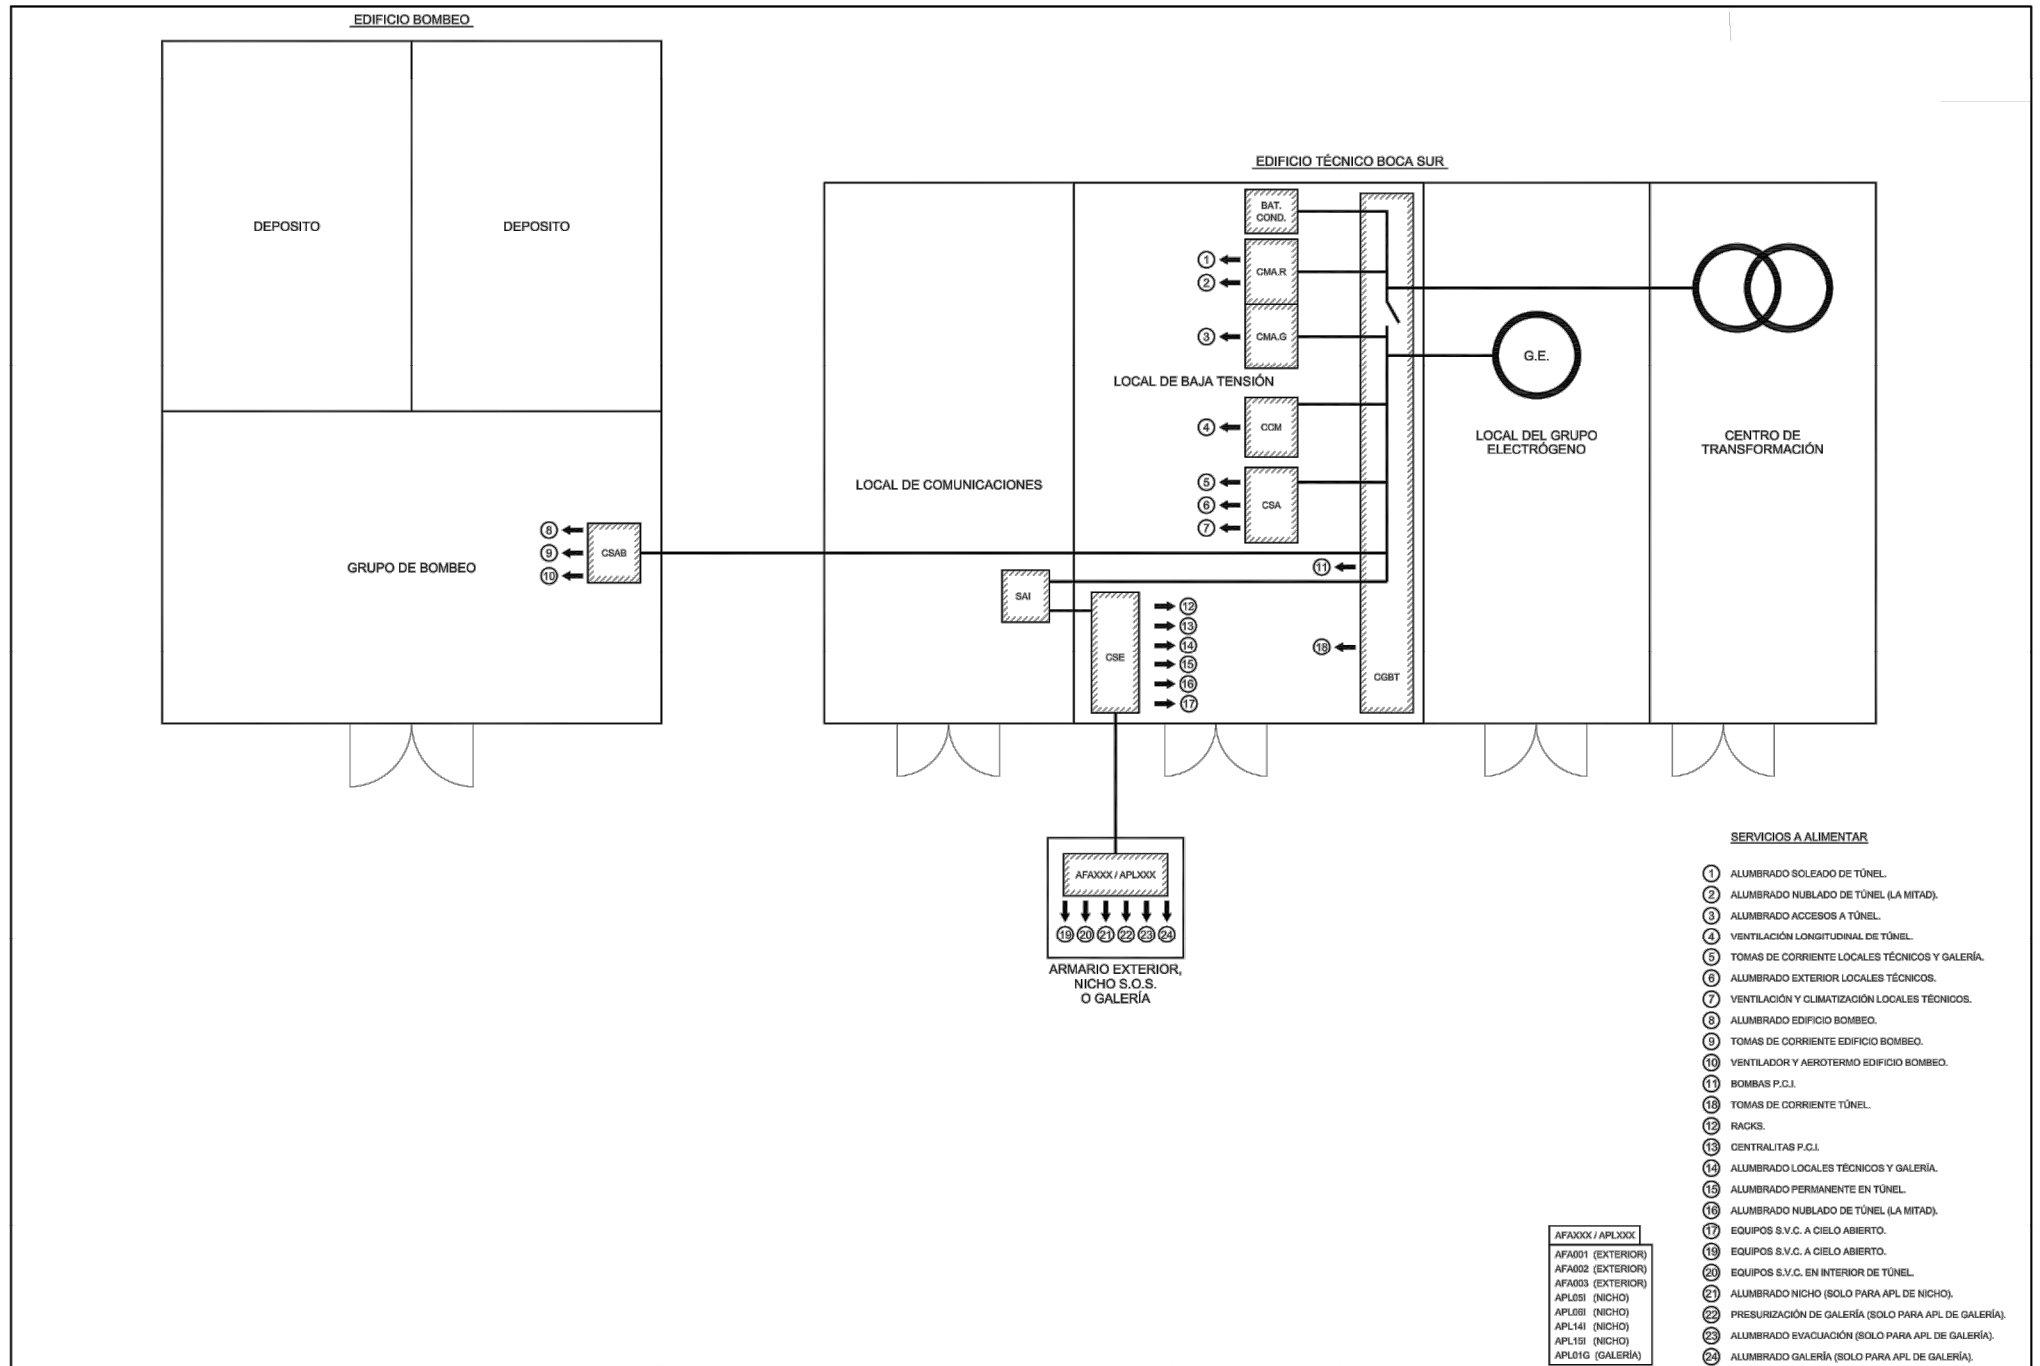 EDIFICIO BOMBEO
DEPOSITO
DEPOSITO
GRUPO DE BOMBEO
8
9
10
CSAB
EDIFICIO TÉCNICO BOCA SUR
LOCAL DE COMUNICACIONES
SAI
BAT.
COND.
1
2
CMA.R
3
CMA.G
LOCAL DE BAJA TENSIÓN
4
CCM
5
6
7
CSA
11
18
CGBT
CSE
12
13
14
15
16
17
G.E.
LOCAL DEL GRUPO
ELECTRÓGENO
CENTRO DE
TRANSFORMACIÓN
AFAXXX / APLXXX
19 20 21 22 23 24
ARMARIO EXTERIOR,
NICHO S.O.S.
O GALERÍA
AFAXXX / APLXXX
AFA001 (EXTERIOR)
AFA002 (EXTERIOR)
AFA003 (EXTERIOR)
APL05I (NICHO)
APL06I (NICHO)
APL14I (NICHO)
APL15I (NICHO)
APL01G (GALERÍA)
SERVICIOS A ALIMENTAR
1 ALUMBRADO SOLEADO DE TÚNEL.
2 ALUMBRADO NUBLADO DE TÚNEL (LA MITAD).
3 ALUMBRADO ACCESOS A TÚNEL.
4 VENTILACIÓN LONGITUDINAL DE TÚNEL.
5 TOMAS DE CORRIENTE LOCALES TÉCNICOS Y GALERÍA.
6 ALUMBRADO EXTERIOR LOCALES TÉCNICOS.
7 VENTILACIÓN Y CLIMATIZACIÓN LOCALES TÉCNICOS.
8 ALUMBRADO EDIFICIO BOMBEO.
9 TOMAS DE CORRIENTE EDIFICIO BOMBEO.
10 VENTILADOR Y AEROTERMO EDIFICIO BOMBEO.
11 BOMBAS P.C.I.
18 TOMAS DE CORRIENTE TÚNEL.
12 RACKS.
13 CENTRALITAS P.C.I.
14 ALUMBRADO LOCALES TÉCNICOS Y GALERÍA.
15 ALUMBRADO PERMANENTE EN TÚNEL.
16 ALUMBRADO NUBLADO DE TÚNEL (LA MITAD).
17 EQUIPOS S.V.C. A CIELO ABIERTO.
19 EQUIPOS S.V.C. A CIELO ABIERTO.
20 EQUIPOS S.V.C. EN INTERIOR DE TÚNEL.
21 ALUMBRADO NICHO (SOLO PARA APL DE NICHO).
22 PRESURIZACIÓN DE GALERÍA (SOLO PARA APL DE GALERÍA).
23 ALUMBRADO EVACUACIÓN (SOLO PARA APL DE GALERÍA).
24 ALUMBRADO GALERÍA (SOLO PARA APL DE GALERÍA).